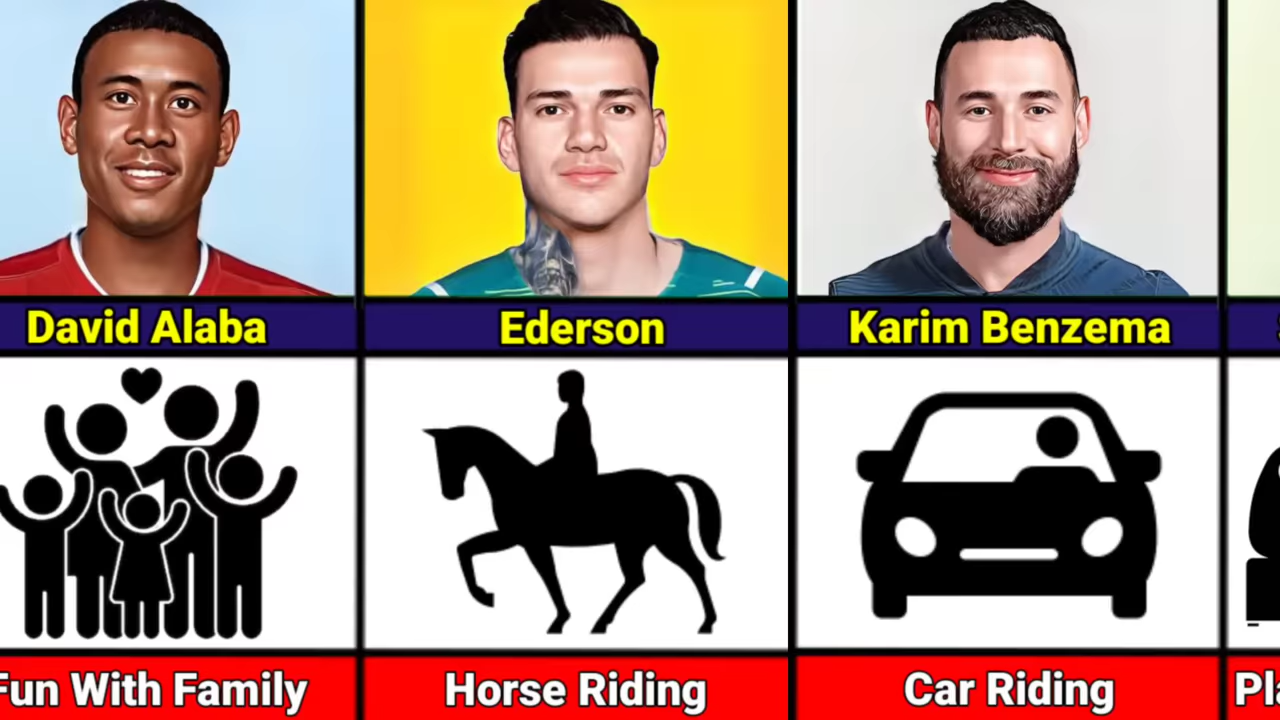 David Alaba
Ederson
Karim Benzema
Fun With Family
Horse Riding
Car Riding